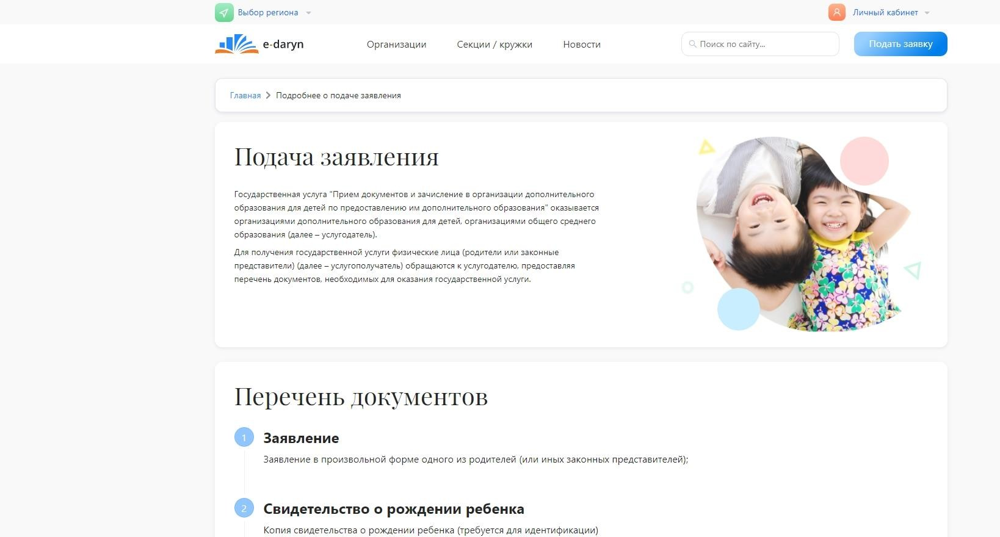 Выбор региона
Личный кабинет
e-daryn
Организации
Секции / кружки
Новости
Поиск по сайту...
Подать заявку
Главная
Подробнее о подаче заявления
Подача заявления
Государственная услуга "Прием документов и зачисление в организации дополнительного
образования для детей по предоставлению им дополнительного образования" оказывается
организациями дополнительного образования для детей, организациями общего среднего
образования (далее – услугодатель).
Для получения государственной услуги физические лица (родители или законные
представители) (далее – услугополучатель) обращаются к услугодателю, предоставляя
перечень документов, необходимых для оказания государственной услуги.
Перечень документов
1
Заявление
Заявление в произвольной форме одного из родителей (или иных законных представителей);
2
Свидетельство о рождении ребенка
Копия свидетельства о рождении ребенка (требуется для идентификации)